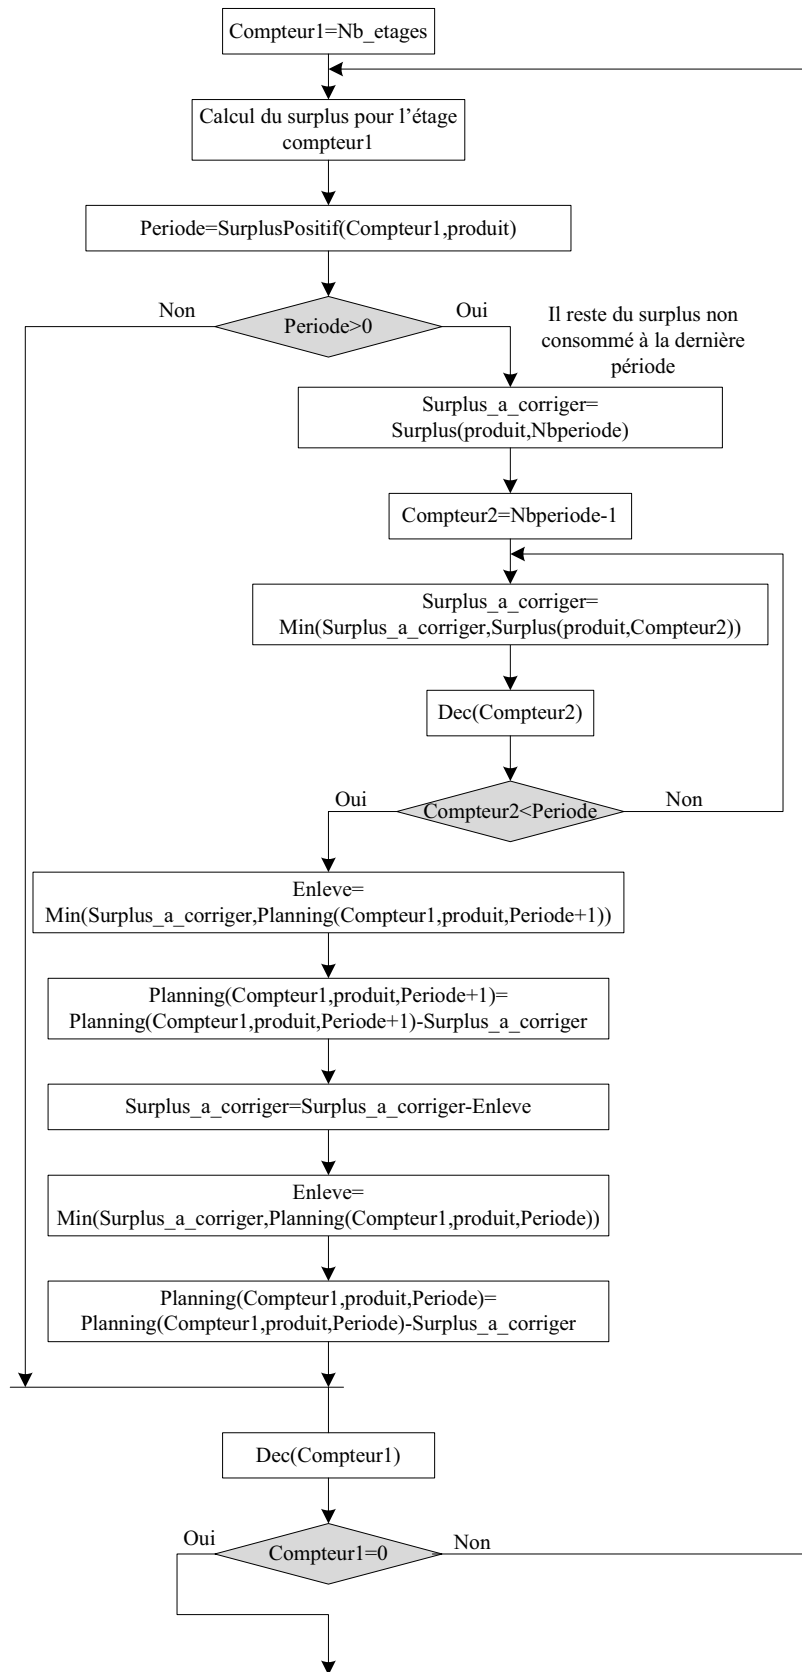 Compteur1=Nb_etages
Calcul du surplus pour l'étage
compteur1
Periode=SurplusPositif(Compteur1,produit)
Non
Periode>0
Oui
Il reste du surplus non
consommé à la dernière
période
Surplus_a_corriger=
Surplus(produit,Nbperiode)
Compteur2=Nbperiode-1
Surplus_a_corriger=
Min(Surplus_a_corriger,Surplus(produit,Compteur2))
Dec(Compteur2)
Oui
Compteur2<Periode
Non
Enleve=
Min(Surplus_a_corriger,Planning(Compteur1,produit,Periode+1))
Planning(Compteur1,produit,Periode+1)=
Planning(Compteur1,produit,Periode+1)-Surplus_a_corriger
Surplus_a_corriger=Surplus_a_corriger-Enleve
Enleve=
Min(Surplus_a_corriger,Planning(Compteur1,produit,Periode))
Planning(Compteur1,produit,Periode)=
Planning(Compteur1,produit,Periode)-Surplus_a_corriger
Dec(Compteur1)
Oui
Compteur1=0
Non